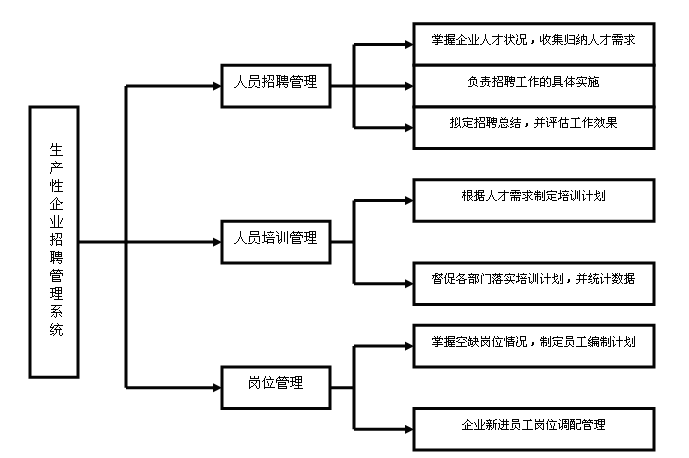 生产性企业招聘管理系统
人员招聘管理
掌握企业人才状况，收集归纳人才需求
负责招聘工作的具体实施
拟定招聘总结，并评估工作效果
人员培训管理
根据人才需求制定培训计划
督促各部门落实培训计划，并统计数据
岗位管理
掌握空缺岗位情况，制定员工编制计划
企业新进员工岗位调配管理